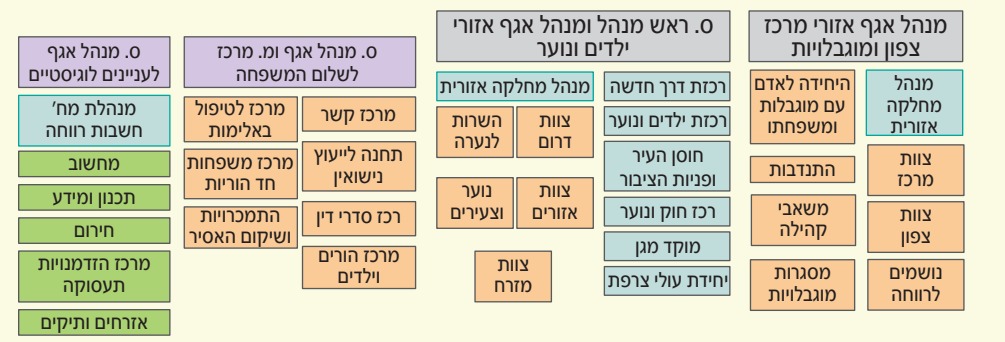 מנהל אגף אזורי מרכז
צפון ומוגבלויות
מנהל
מחלקה
אזורית
היחידה לאדם
עם מוגבלות
ומשפחתו
צוות
מרכז
התנדבות
צוות
צפון
משאבי
קהילה
נושמים
לרווחה
מסגרות
מוגבלויות
ס. ראש מנהל ומנהל אגף אזורי
ילדים ונוער
רכזת דרך חדשה
רכזת ילדים ונוער
חוסן העיר
ופניות הציבור
רכז חוק ונוער
מוקד מגן
יחידת עולי צרפת
מנהל מחלקה אזורית
צוות
דרום
השרות
לנערה
צוות
אזורים
נוער
וצעירים
צוות
מזרח
ס. מנהל אגף ומ. מרכז
לשלום המשפחה
מרכז קשר
מרכז לטיפול
באלימות
תחנה לייעוץ
נישואין
מרכז משפחות
חד הוריות
רכז סדרי דין
התמכרויות
ושיקום האסיר
מרכז הורים
וילדים
ס. מנהל אגף
לעניינים לוגיסטיים
מנהלת מח'
חשבות רווחה
מחשוב
תכנון ומידע
חירום
מרכז הזדמנויות
תעסוקה
אזרחים ותיקים